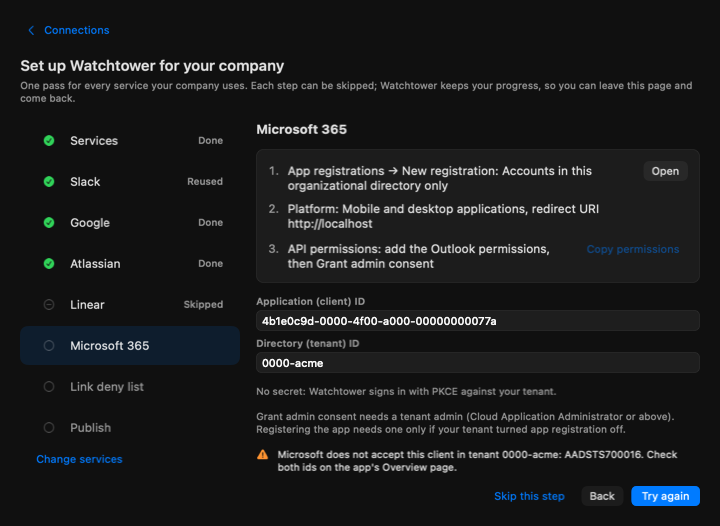 Connections
Set up Watchtower for your company
One pass for every service your company uses. Each step can be skipped; Watchtower keeps your progress, so you can leave this page and
come back.
Services Done
Slack Reused
Google Done
Atlassian Done
Linear Skipped
Microsoft 365
Link deny list
Publish
Change services
Microsoft 365
1. App registrations → New registration: Accounts in this
organizational directory only
Open
2. Platform: Mobile and desktop applications, redirect URI
http://localhost
3. API permissions: add the Outlook permissions,
then Grant admin consent
Copy permissions
Application (client) ID
4b1e0c9d-0000-4f00-a000-00000000077a
Directory (tenant) ID
0000-acme
No secret: Watchtower signs in with PKCE against your tenant.
Grant admin consent needs a tenant admin (Cloud Application Administrator or above).
Registering the app needs one only if your tenant turned app registration off.
Microsoft does not accept this client in tenant 0000-acme: AADSTS700016. Check
both ids on the app's Overview page.
Skip this step Back Try again